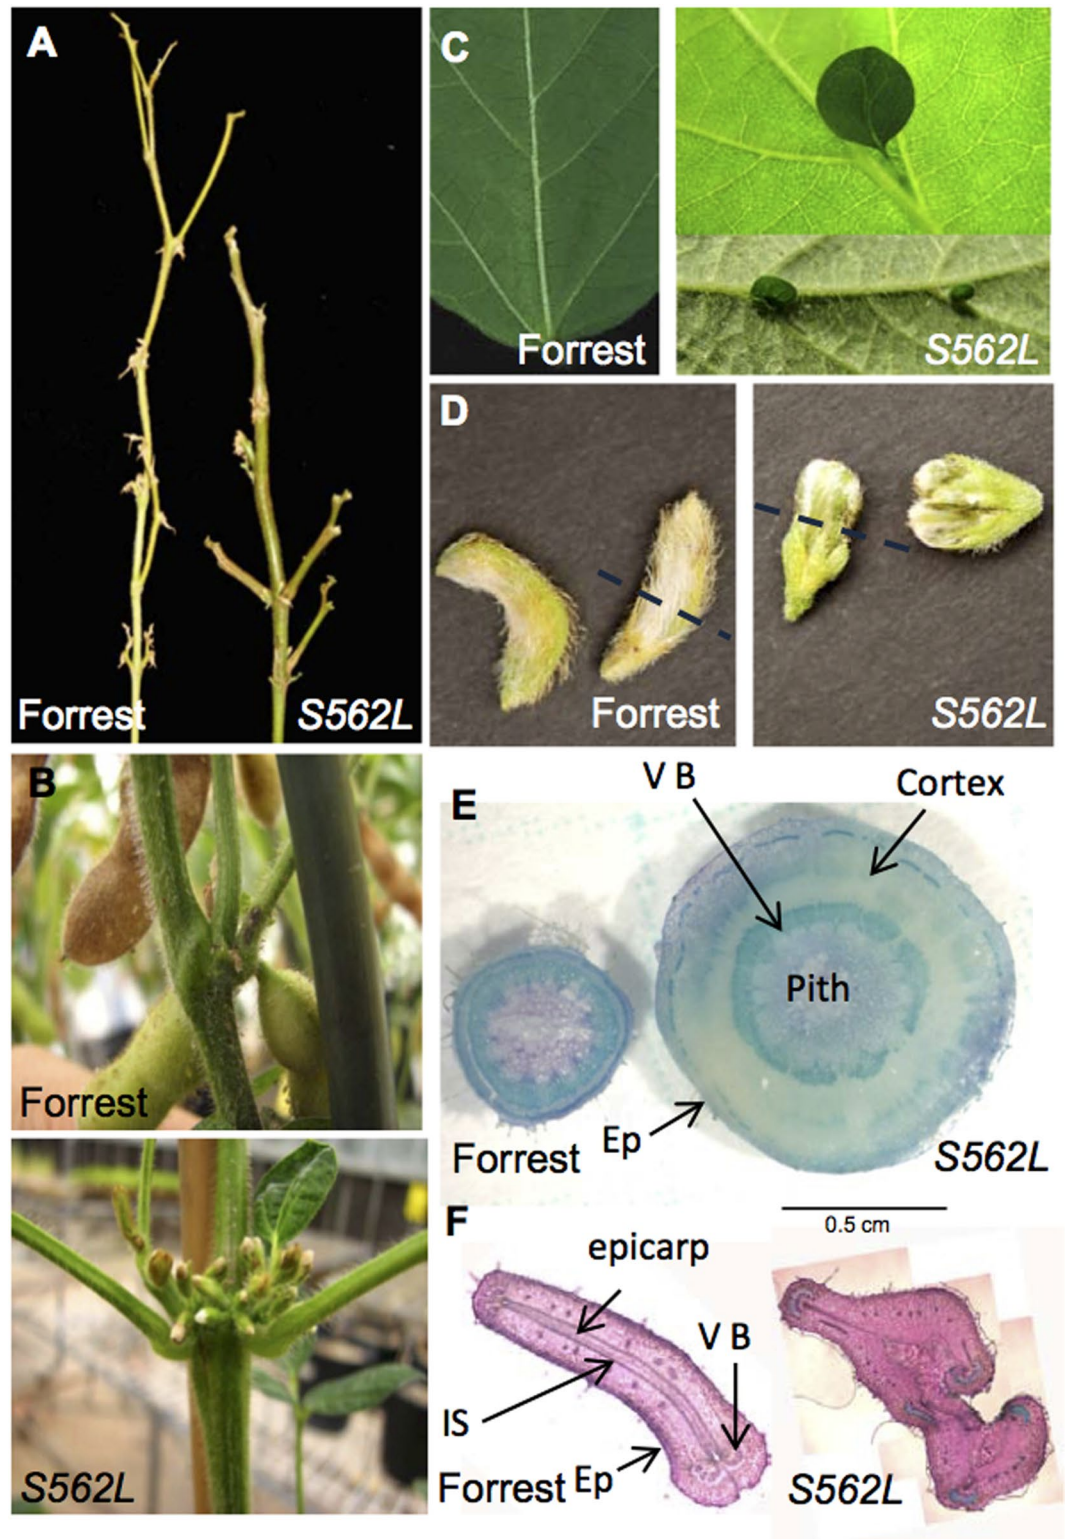 A
Forrest
S562L
B
Forrest
S562L
C
Forrest
S562L
D
Forrest
S562L
E
V B
Cortex
Pith
Ep
Forrest
S562L
0.5 cm
F
epicarp
V B
IS
Ep
Forrest
S562L